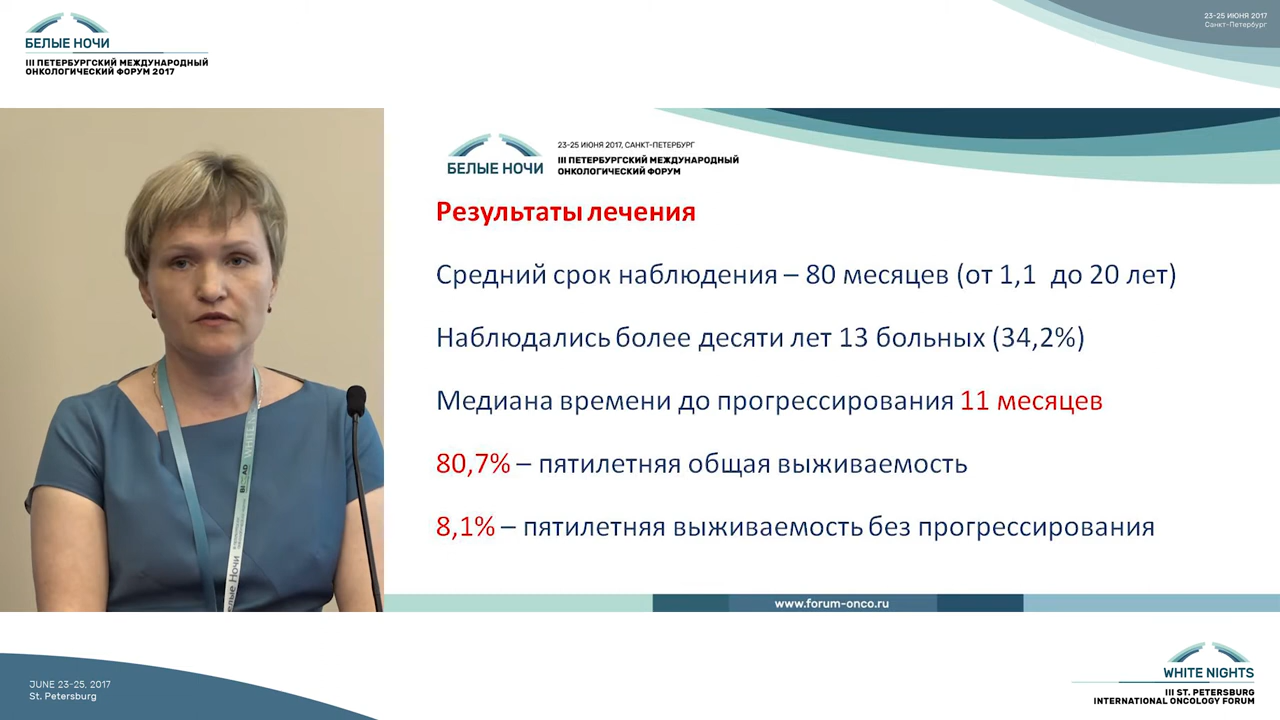 БЕЛЫЕ НОЧИ
III ПЕТЕРБУРГСКИЙ МЕЖДУНАРОДНЫЙ
ОНКОЛОГИЧЕСКИЙ ФОРУМ 2017
23-25 ИЮНЯ 2017
Санкт-Петербург
БЕЛЫЕ НОЧИ
23-25 ИЮНЯ 2017, САНКТ-ПЕТЕРБУРГ
III ПЕТЕРБУРГСКИЙ МЕЖДУНАРОДНЫЙ
ОНКОЛОГИЧЕСКИЙ ФОРУМ
Результаты лечения
Средний срок наблюдения – 80 месяцев (от 1,1 до 20 лет)
Наблюдались более десяти лет 13 больных (34,2%)
Медиана времени до прогрессирования 11 месяцев
80,7% – пятилетняя общая выживаемость
8,1% – пятилетняя выживаемость без прогрессирования
www.forum-onco.ru
JUNE 23-25, 2017
St. Petersburg
WHITE NIGHTS
III ST. PETERSBURG
INTERNATIONAL ONCOLOGY FORUM